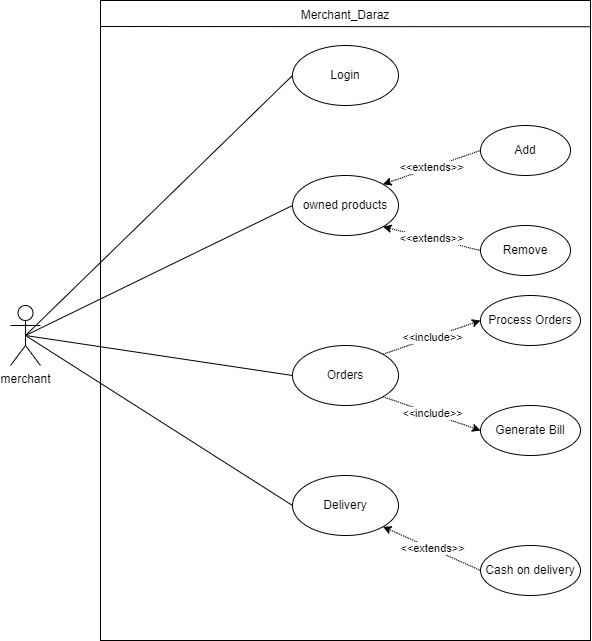 Merchant_Daraz
Login
Add
<<extends>>
owned products
<<extends>>
Remove
Process Orders
<<include>>
merchant
Orders
<<include>>
Generate Bill
Delivery
<<extends>>
Cash on delivery